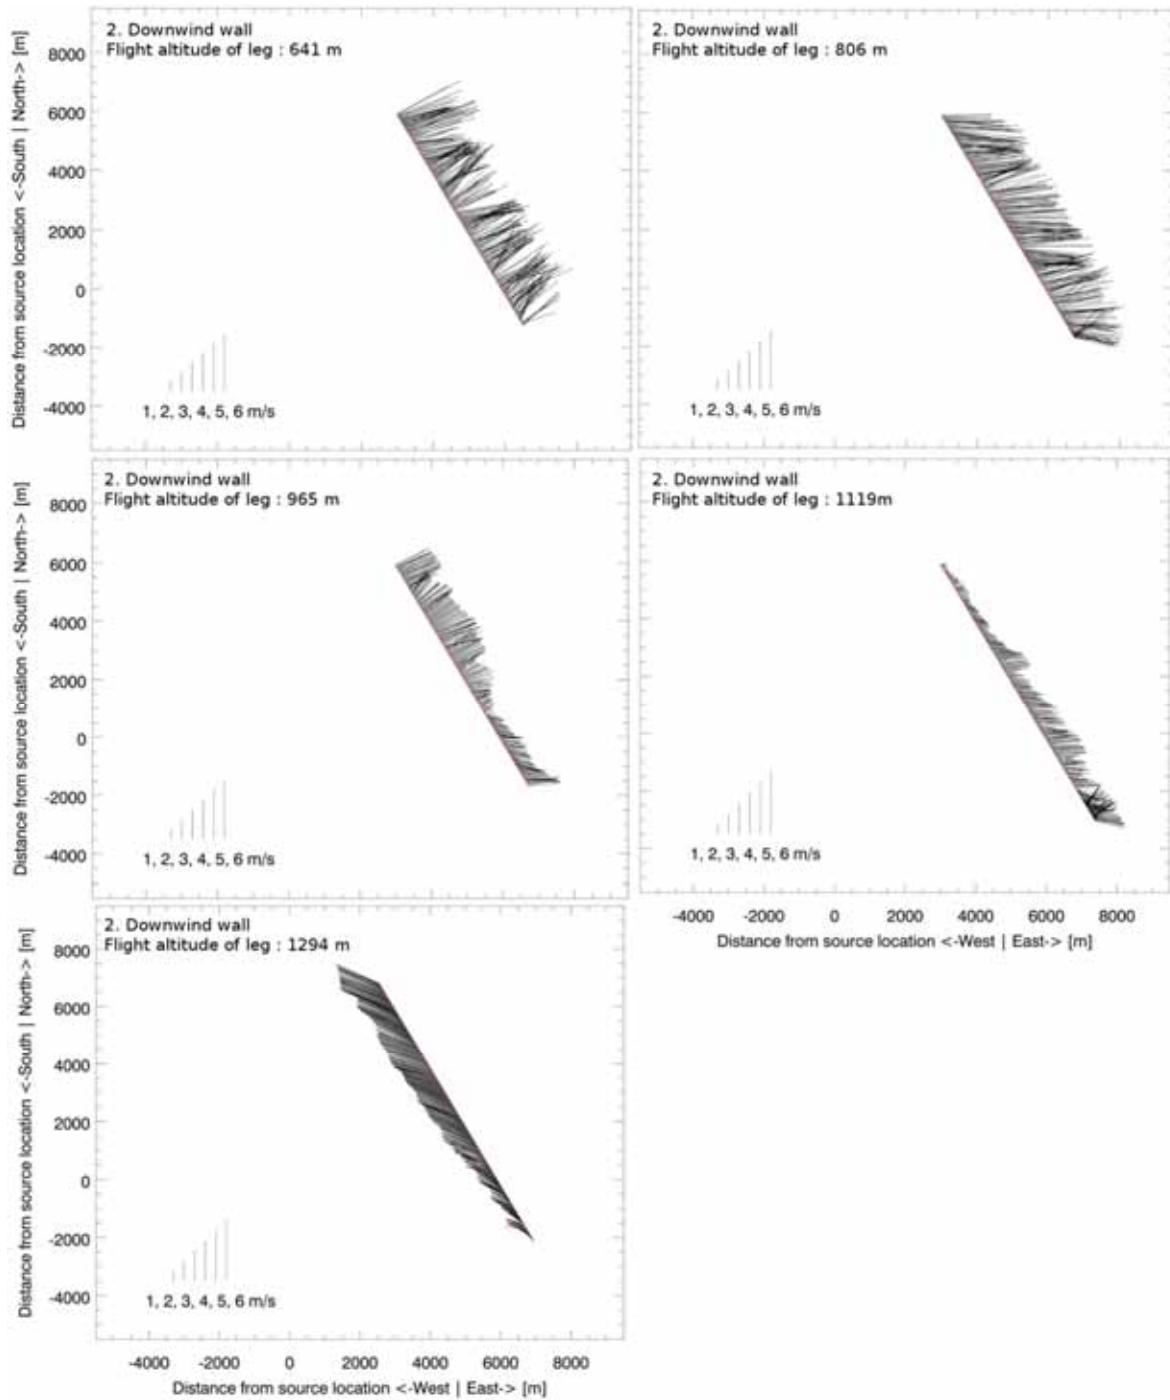 2. Downwind wall
Flight altitude of leg : 641 m
Distance from source location <-South | North-> [m]
8000
6000
4000
2000
0
-2000
-4000
1, 2, 3, 4, 5, 6 m/s
2. Downwind wall
Flight altitude of leg : 806 m
1, 2, 3, 4, 5, 6 m/s
2. Downwind wall
Flight altitude of leg : 965 m
Distance from source location <-South | North-> [m]
8000
6000
4000
2000
0
-2000
-4000
1, 2, 3, 4, 5, 6 m/s
2. Downwind wall
Flight altitude of leg : 1119m
1, 2, 3, 4, 5, 6 m/s
-4000 -2000 0 2000 4000 6000 8000
Distance from source location <-West | East-> [m]
2. Downwind wall
Flight altitude of leg : 1294 m
Distance from source location <-South | North-> [m]
8000
6000
4000
2000
0
-2000
-4000
1, 2, 3, 4, 5, 6 m/s
-4000 -2000 0 2000 4000 6000 8000
Distance from source location <-West | East-> [m]